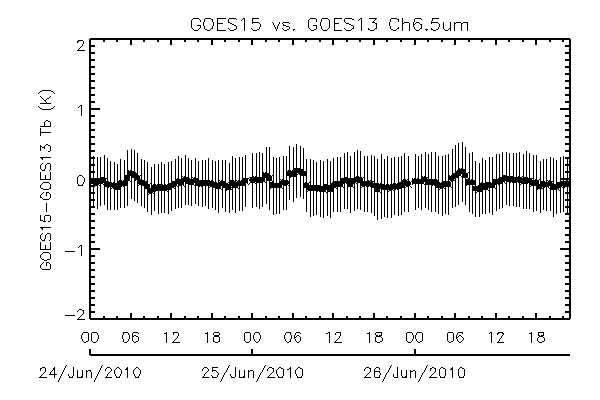 GOES15 vs. GOES13 Ch6.5um
GOES15-GOES13 Tb (K)
2
1
0
-1
-2
00 06 12 18 00 06 12 18 00 06 12 18
24/Jun/2010 25/Jun/2010 26/Jun/2010